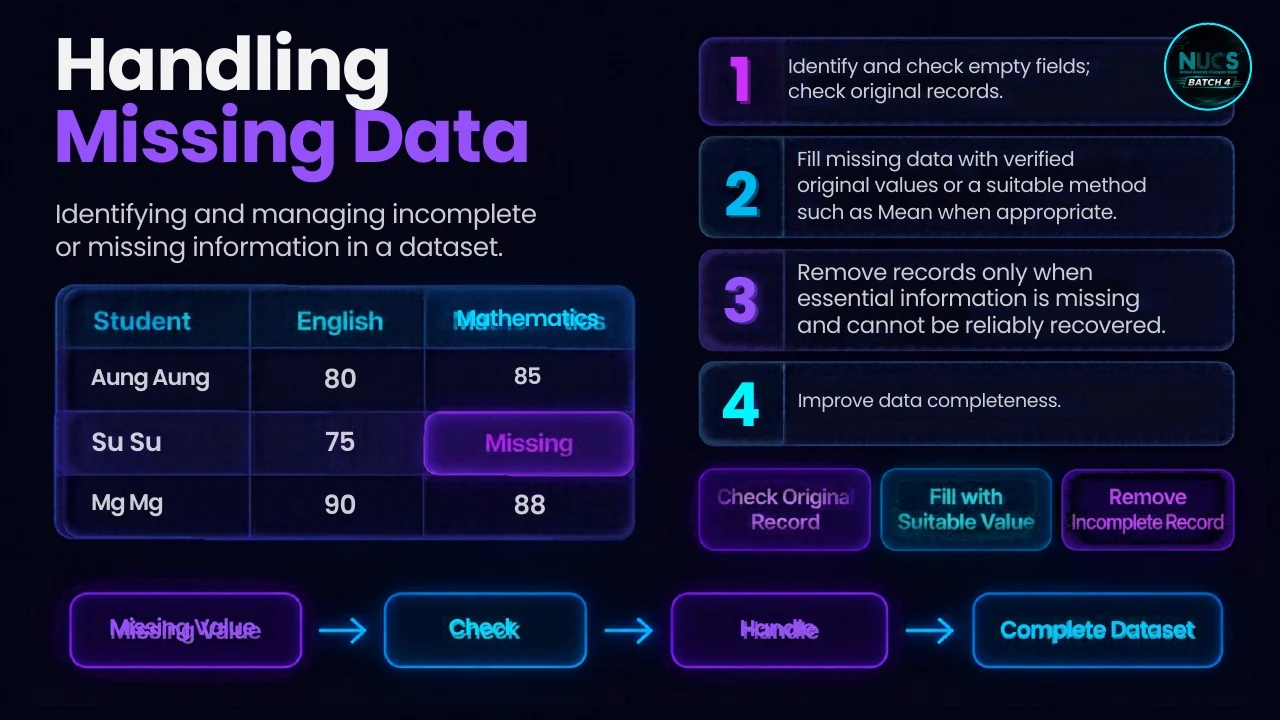 Handling
Missing Data
Identifying and managing incomplete
or missing information in a dataset.
Student English Mathematics
Aung Aung 80 85
Su Su 75 Missing
Mg Mg 90 88
1 Identify and check empty fields;
check original records.
2 Fill missing data with verified
original values or a suitable method
such as Mean when appropriate.
3 Remove records only when
essential information is missing
and cannot be reliably recovered.
4 Improve data completeness.
Check Original
Record
Fill with
Suitable Value
Remove
Incomplete Record
Missing Value → Check → Handle → Complete Dataset
NUCS
BATCH 4